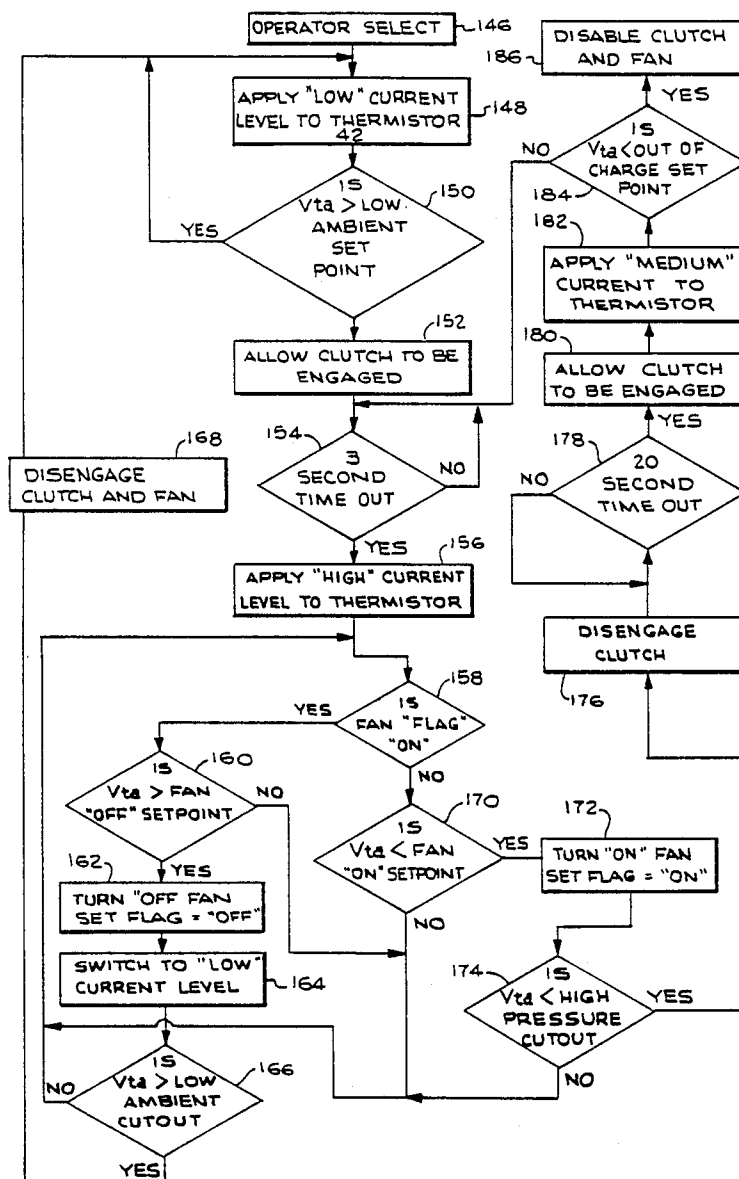 OPERATOR SELECT
146
APPLY "LOW" CURRENT
LEVEL TO THERMISTOR
42
148
IS
Vta > LOW
AMBIENT
SET
POINT
150
YES
152
ALLOW CLUTCH TO BE
ENGAGED
154
3
SECOND
TIME OUT
NO
YES
156
APPLY "HIGH" CURRENT
LEVEL TO THERMISTOR
168
DISENGAGE
CLUTCH AND FAN
158
IS
FAN "FLAG"
"ON"
YES
NO
160
IS
Vta > FAN
"OFF" SETPOINT
NO
YES
162
TURN "OFF FAN
SET FLAG = "OFF"
SWITCH TO "LOW"
CURRENT LEVEL
164
IS
Vta > LOW
AMBIENT
CUTOUT
166
NO
YES
170
IS
Vta < FAN
"ON" SETPOINT
YES
NO
172
TURN "ON" FAN
SET FLAG = "ON"
174
IS
Vta < HIGH
PRESSURE
CUTOUT
YES
NO
DISENGAGE
CLUTCH
176
178
20
SECOND
TIME OUT
NO
YES
180
ALLOW CLUTCH
TO BE ENGAGED
182
APPLY "MEDIUM"
CURRENT TO
THERMISTOR
184
IS
Vta < OUT OF
CHARGE SET
POINT
NO
YES
186
DISABLE CLUTCH
AND FAN